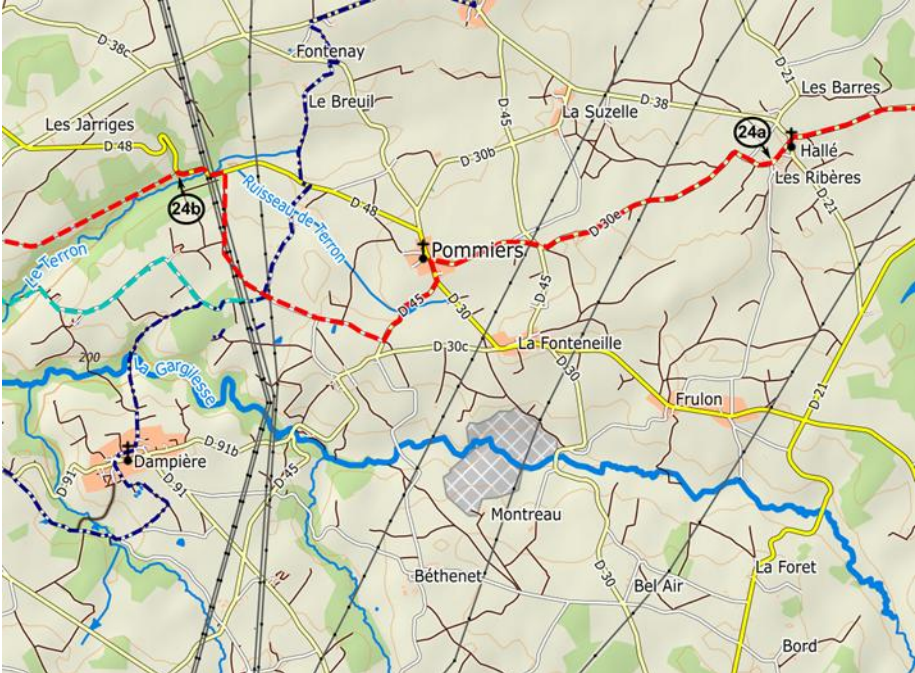 D 38c
Fontenay
D 30b
D 21
Les Barres
Le Breuil
D 45
D 38
La Suzelle
Les Jarriges
D 48
24a
Hallé
D 30b
Les Ribères
Ruisseau de Terron
24b
D 48
D 21
D 30e
Le Terron
Pommiers
D 45
D 45
D 30
La Fonteneille
D 30c
200
D 30
La Gargilesse
D 21
Frulon
D 91b
Dampière
D 91
D 91
D 45
Montreau
Béthenet
D 30
Bel Air
La Foret
Bord